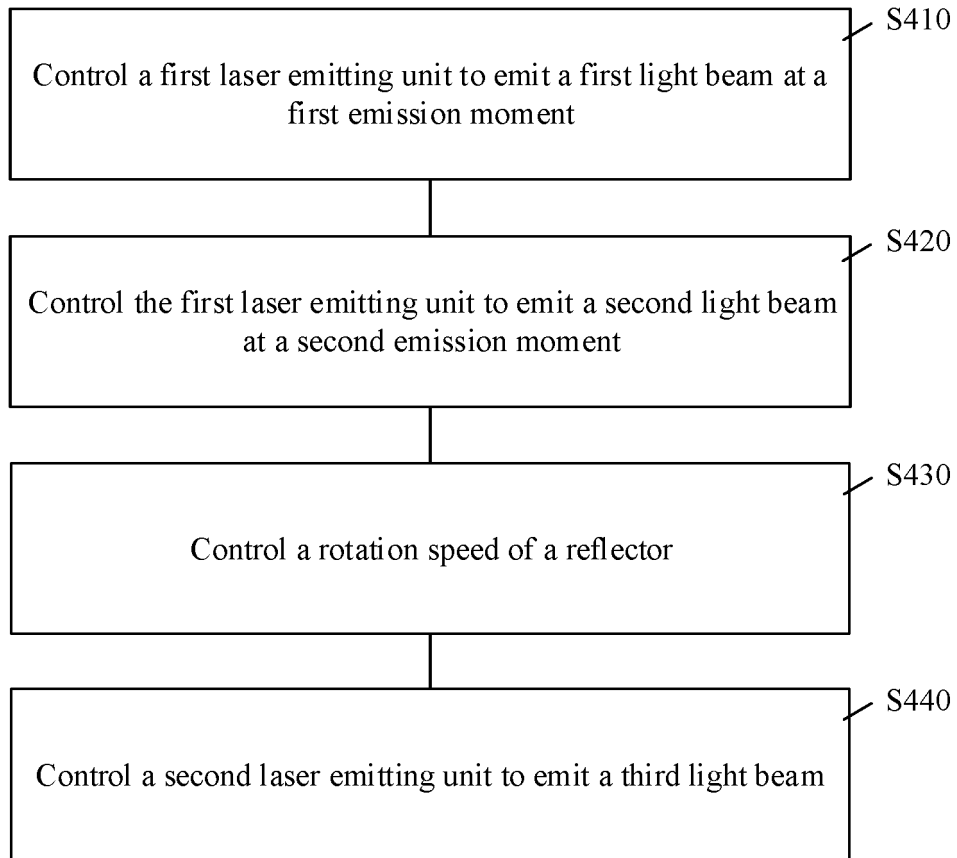 S410
Control a first laser emitting unit to emit a first light beam at a
first emission moment
S420
Control the first laser emitting unit to emit a second light beam
at a second emission moment
S430
Control a rotation speed of a reflector
S440
Control a second laser emitting unit to emit a third light beam